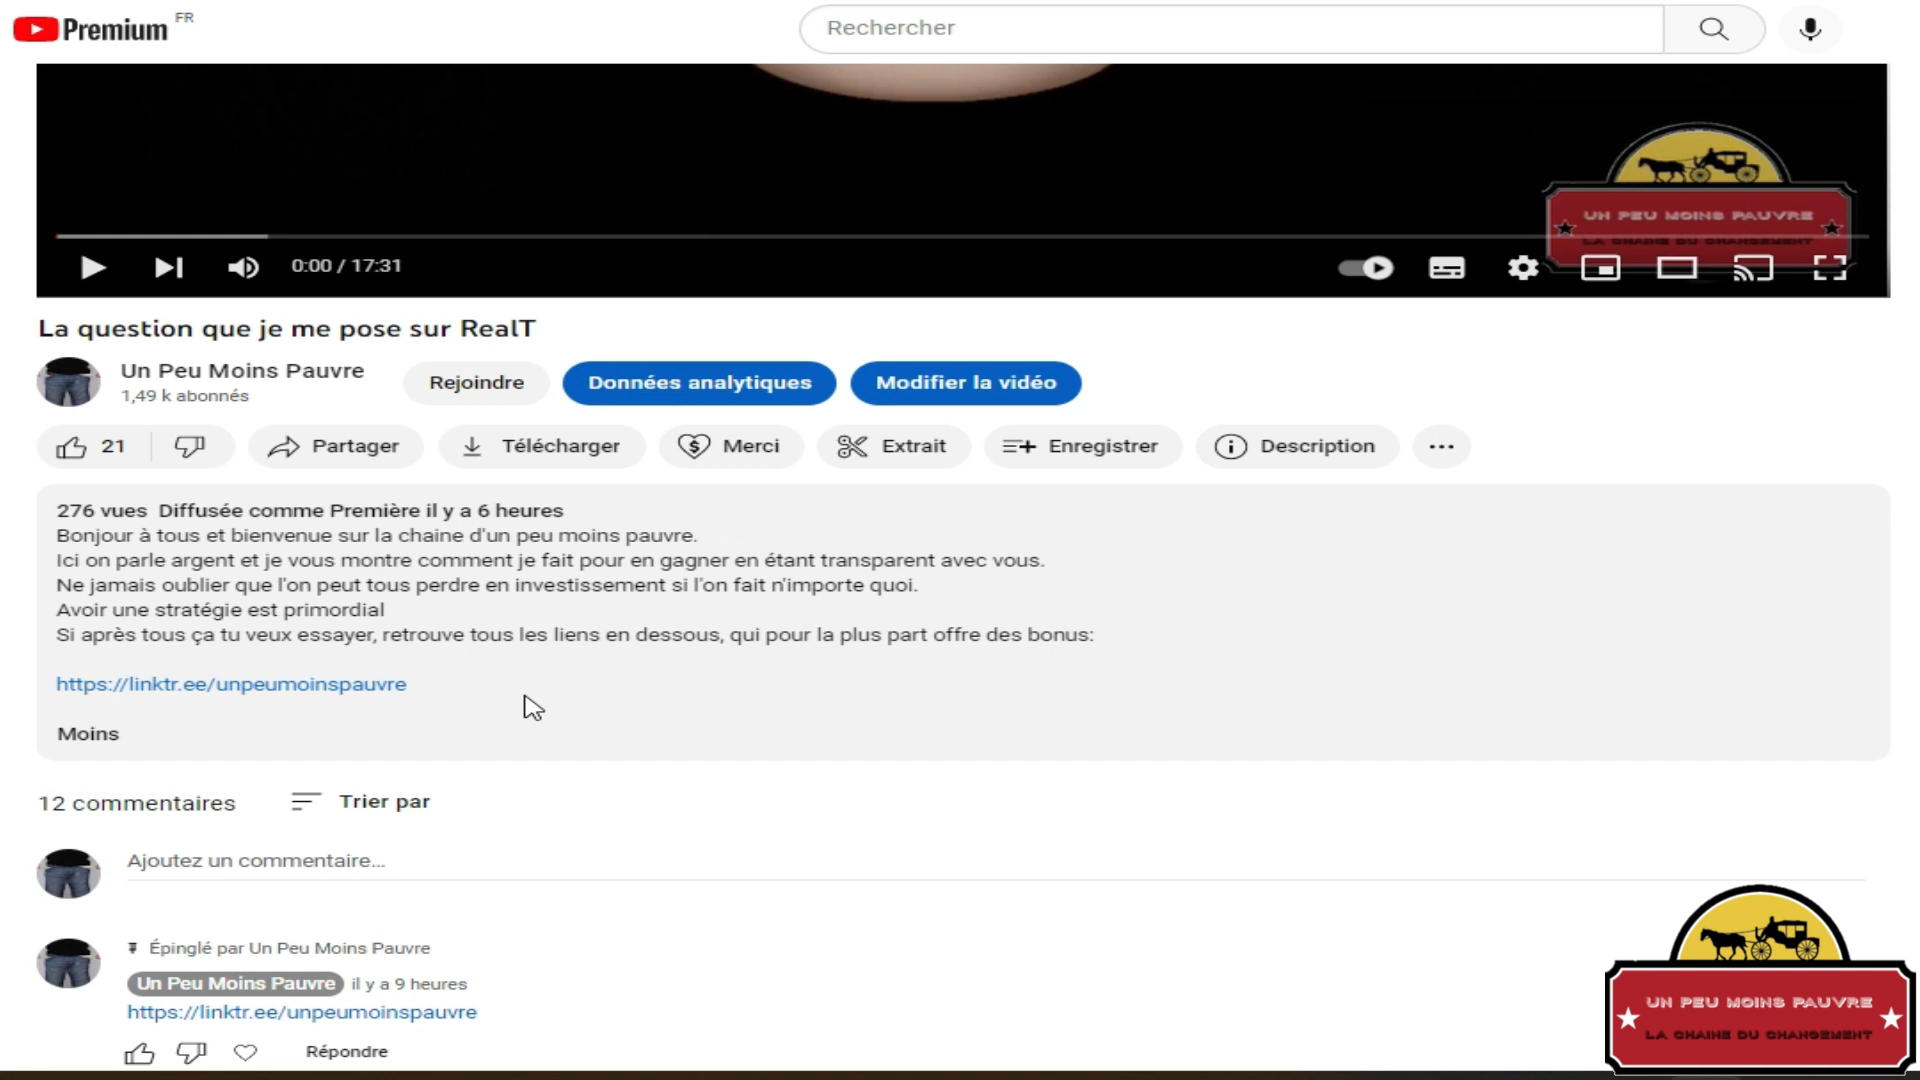 Premium FR
Rechercher
UN PEU MOINS PAUVRE
LA CHAINE DU CHANGEMENT
0:00 / 17:31
La question que je me pose sur RealT
Un Peu Moins Pauvre
1,49 k abonnés
Rejoindre
Données analytiques
Modifier la vidéo
21
Partager
Télécharger
Merci
Extrait
Enregistrrer
Description
276 vues Diffusée comme Première il y a 6 heures
Bonjour à tous et bienvenue sur la chaine d'un peu moins pauvre.
Ici on parle argent et je vous montre comment je fait pour en gagner en étant transparent avec vous.
Ne jamais oublier que l'on peut tous perdre en investissement si l'on fait n'importe quoi.
Avoir une stratégie est primordial
Si après tous ça tu veux essayer, retrouve tous les liens en dessous, qui pour la plus part offre des bonus:
https://linktr.ee/unpeumoinspauvre
Moins
12 commentaires
Trier par
Ajoutez un commentaire...
Épinglé par Un Peu Moins Pauvre
Un Peu Moins Pauvre il y a 9 heures
https://linktr.ee/unpeumoinspauvre
Répondre
UN PEU MOINS PAUVRE
LA CHAINE DU CHANGEMENT